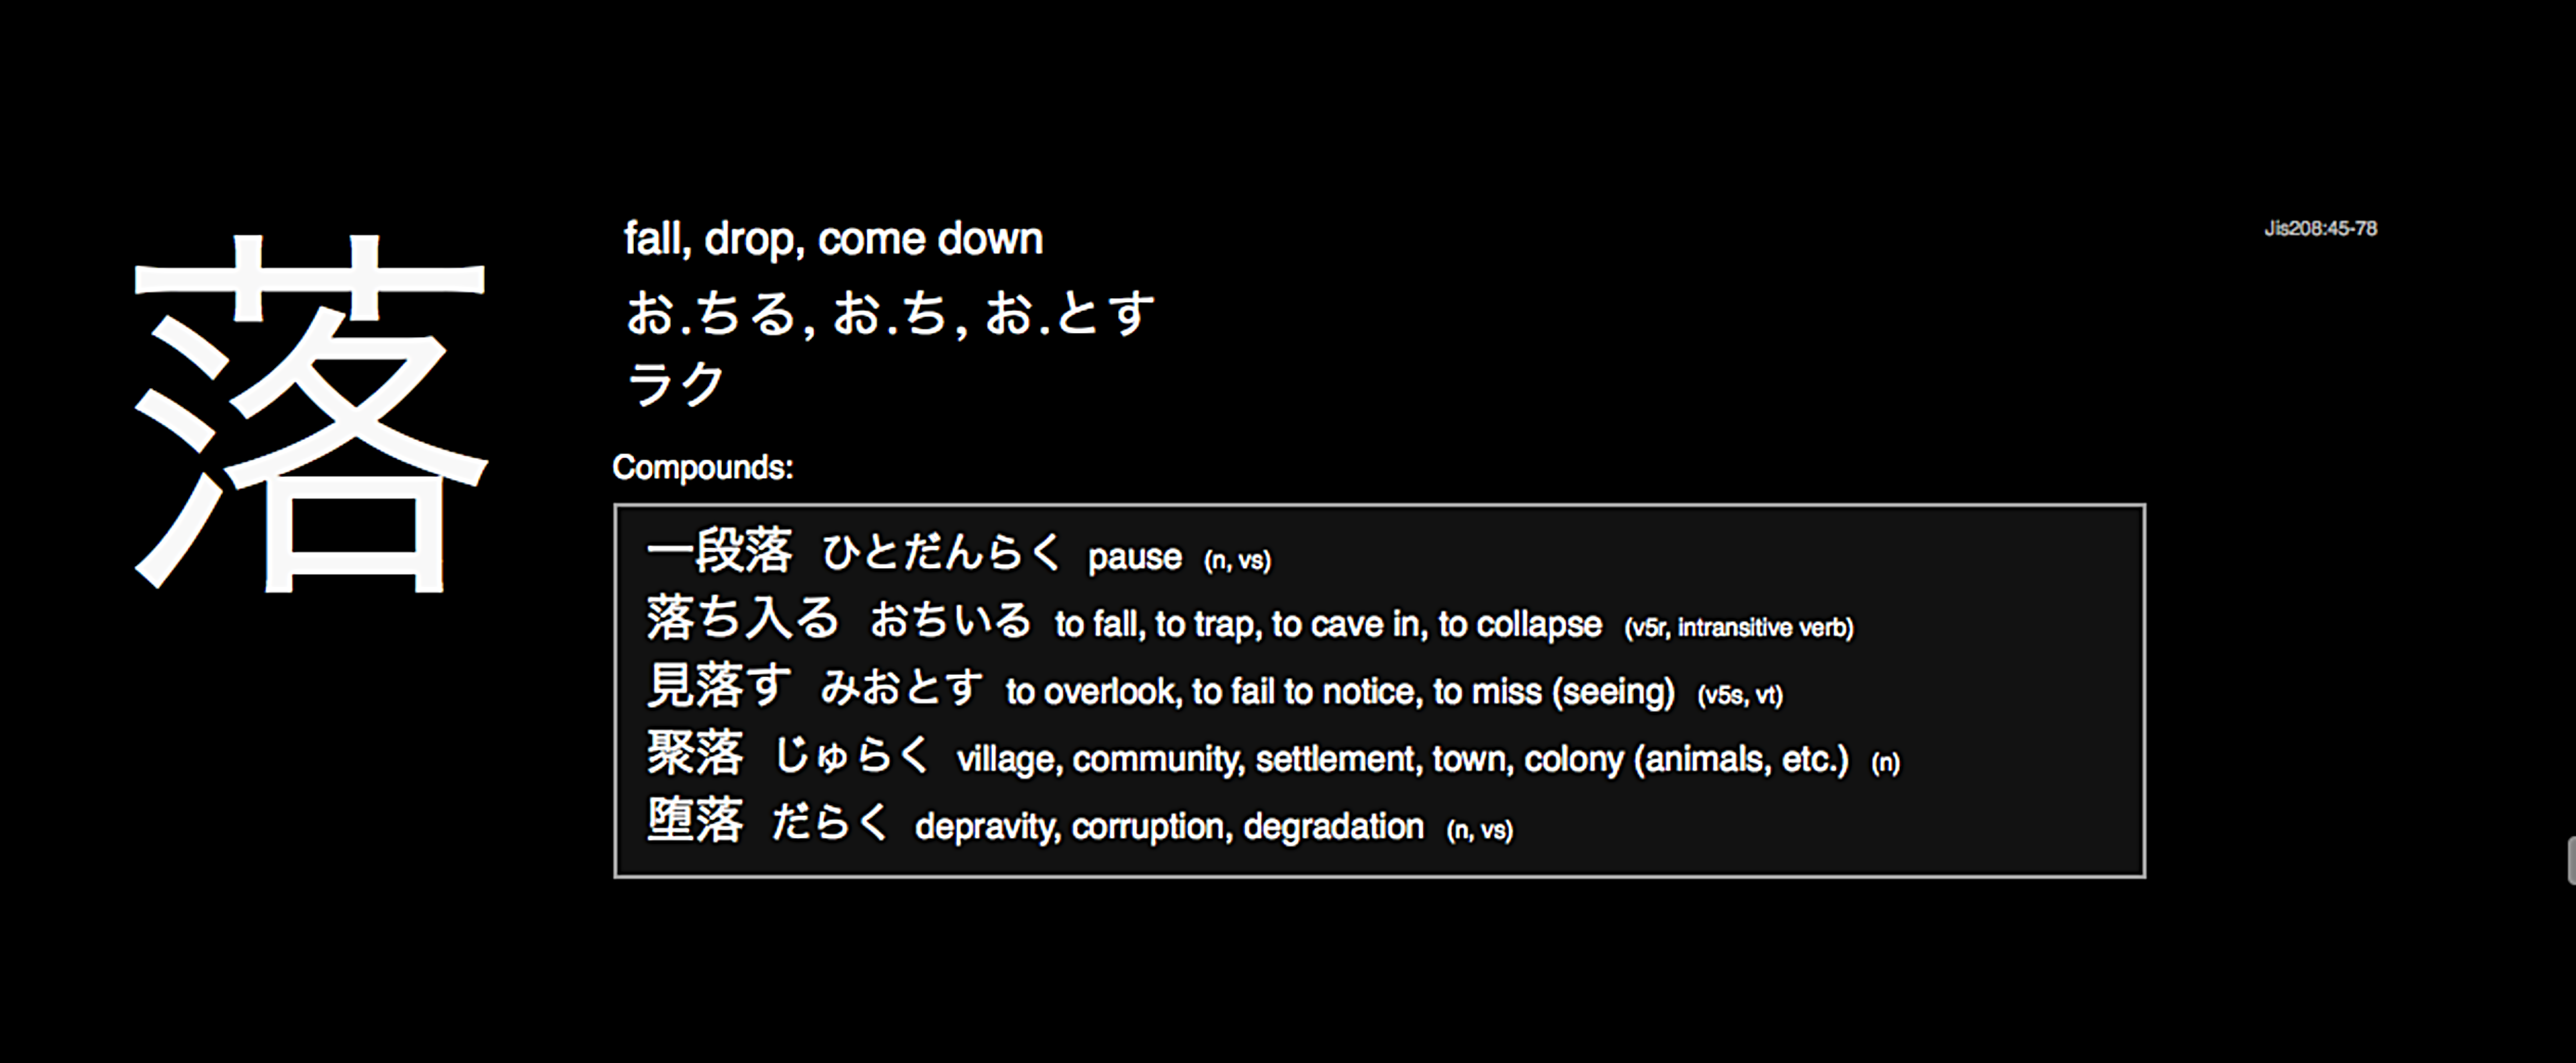 落
fall, drop, come down
Jis208:45-78
お.ちる, お.ち, お.とす
ラク
Compounds:
一段落 ひとだんらく pause (n, vs)
落ち入る おちいる to fall, to trap, to cave in, to collapse (v5r, intransitive verb)
見落す みおとす to overlook, to fail to notice, to miss (seeing) (v5s, vt)
聚落 じゅらく village, community, settlement, town, colony (animals, etc.) (n)
堕落 だらく depravity, corruption, degradation (n, vs)